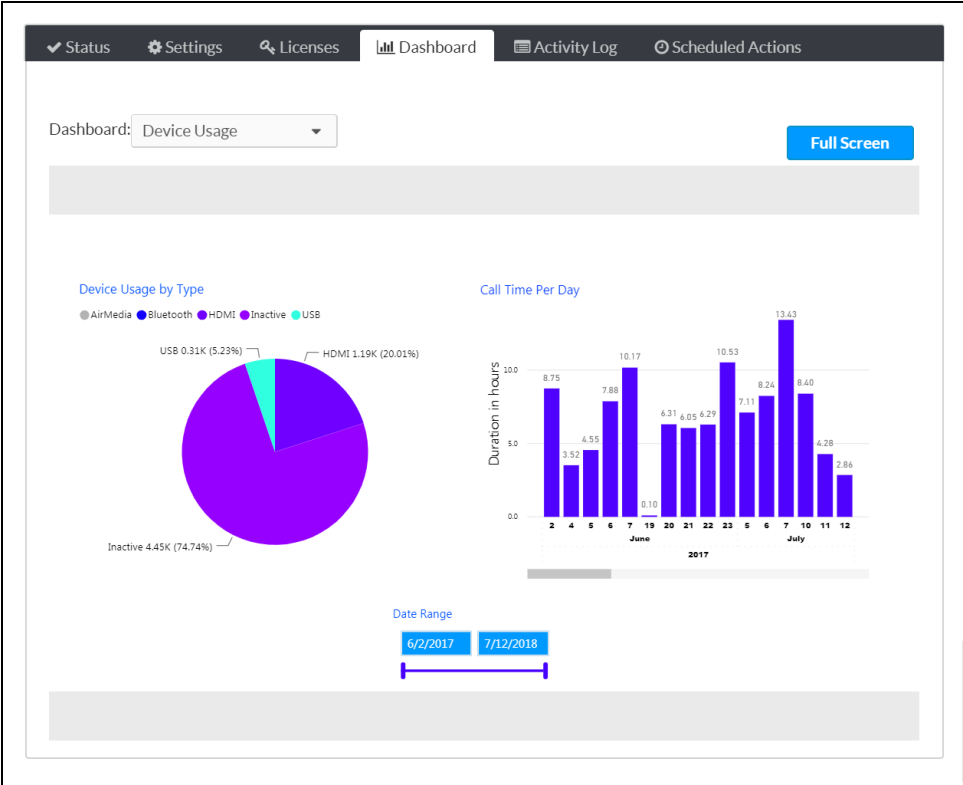 Status Settings Licenses Dashboard Activity Log Scheduled Actions
Dashboard: Device Usage
Full Screen
Device Usage by Type
AirMedia Bluetooth HDMI Inactive USB
USB 0.31K (5.23%)
HDMI 1.19K (20.01%)
Inactive 4.45K (74.74%)
Call Time Per Day
Duration in hours
10.0
5.0
0.0
8.75
3.52
4.55
7.88
10.17
0.10
6.31
6.05
6.29
10.53
7.11
8.24
13.43
8.40
4.28
2.86
2 4 5 6 7 19 20 21 22 23 5 6 7 10 11 12
June July
2017
Date Range
6/2/2017 7/12/2018